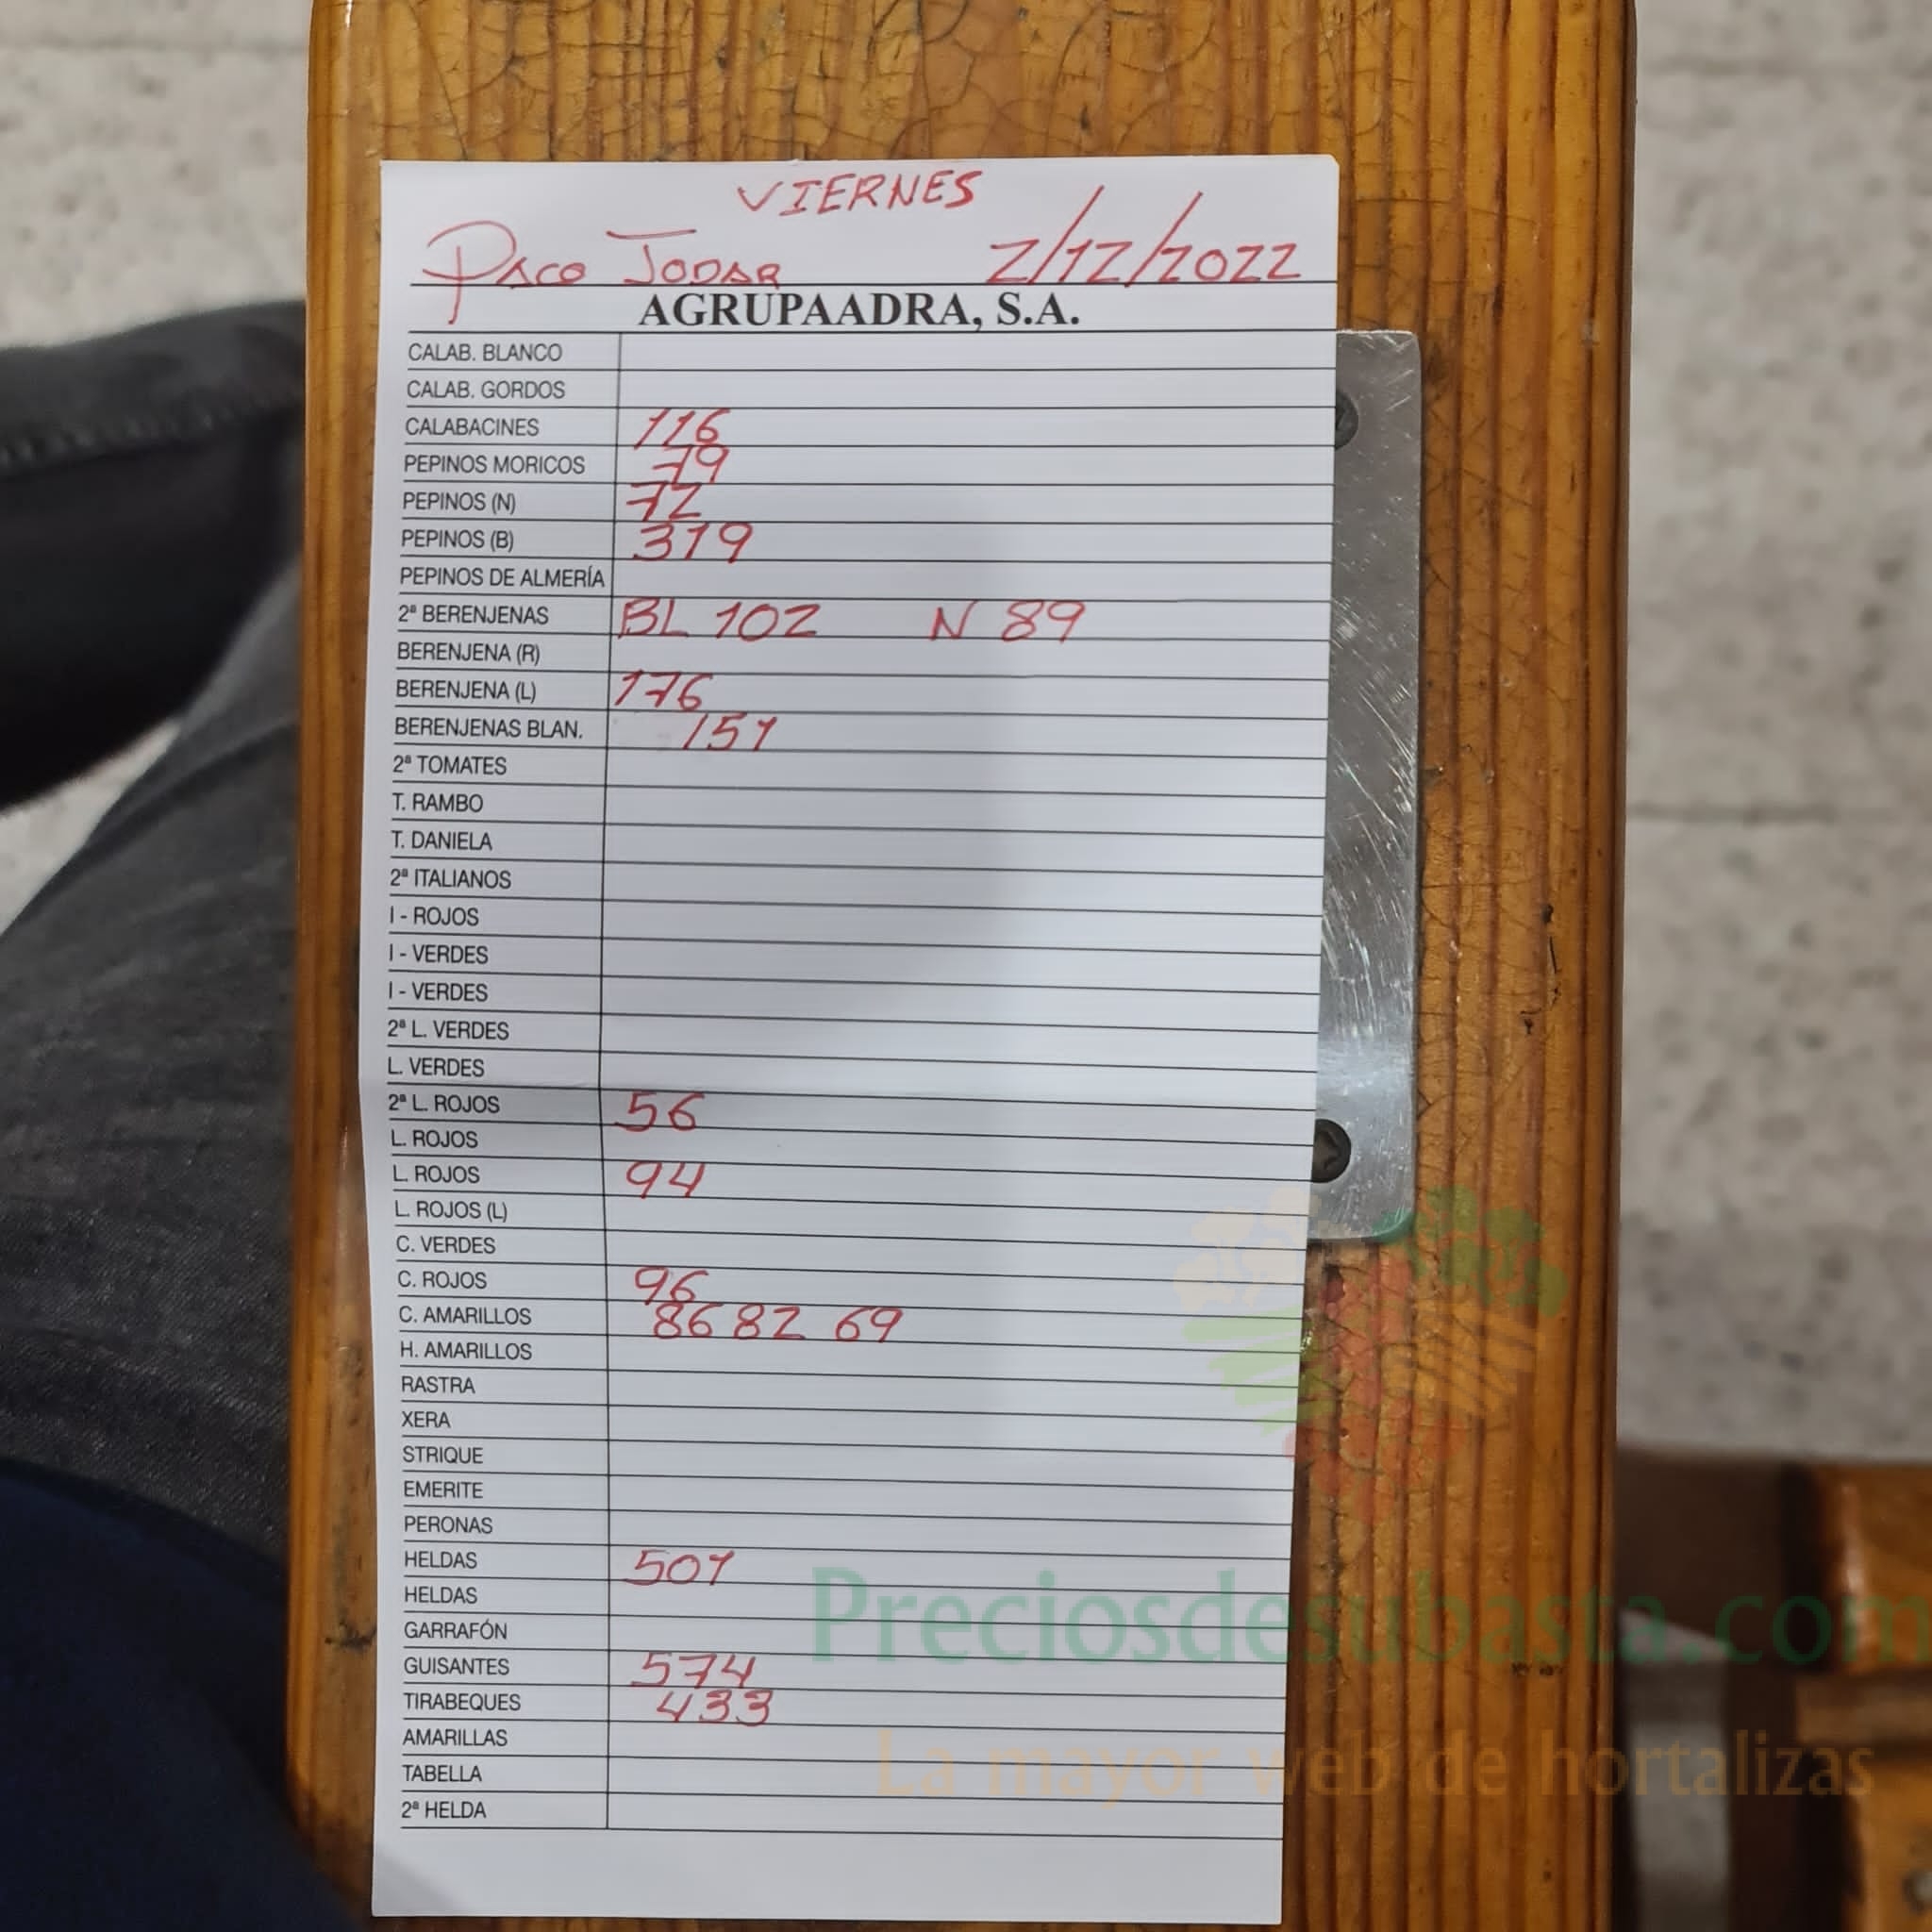 VIERNES
PACO JODAR 2/12/2022
AGRUPAADRA, S.A.
CALAB. BLANCO
CALAB. GORDOS
CALABACINES 116
PEPINOS MORICOS 79
PEPINOS (N) 72
PEPINOS (B) 319
PEPINOS DE ALMERÍA
2ª BERENJENAS BL 102 N 89
BERENJENA (R)
BERENJENA (L) 176
BERENJENAS BLAN. 151
2ª TOMATES
T. RAMBO
T. DANIELA
2ª ITALIANOS
I - ROJOS
I - VERDES
I - VERDES
2ª L. VERDES
L. VERDES
2ª L. ROJOS 56
L. ROJOS
L. ROJOS 94
L. ROJOS (L)
C. VERDES
C. ROJOS 96
C. AMARILLOS 86 82 69
H. AMARILLOS
RASTRA
XERA
STRIQUE
EMERITE
PERONAS
HELDAS 501
HELDAS
GARRAFÓN
GUISANTES 574
TIRABEQUES 433
AMARILLAS
TABELLA
2ª HELDA
Preciosdesubasta.com
La mayor web de hortalizas